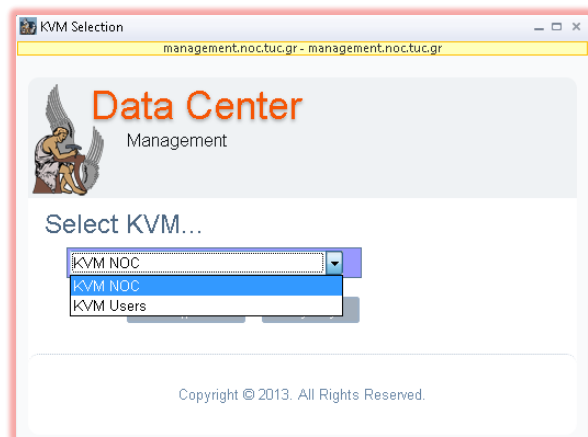 KVM Selection
management.noc.tuc.gr - management.noc.tuc.gr
Data Center
Management
Select KVM...
KVM NOC
KVM NOC
KVM Users
Copyright © 2013. All Rights Reserved.